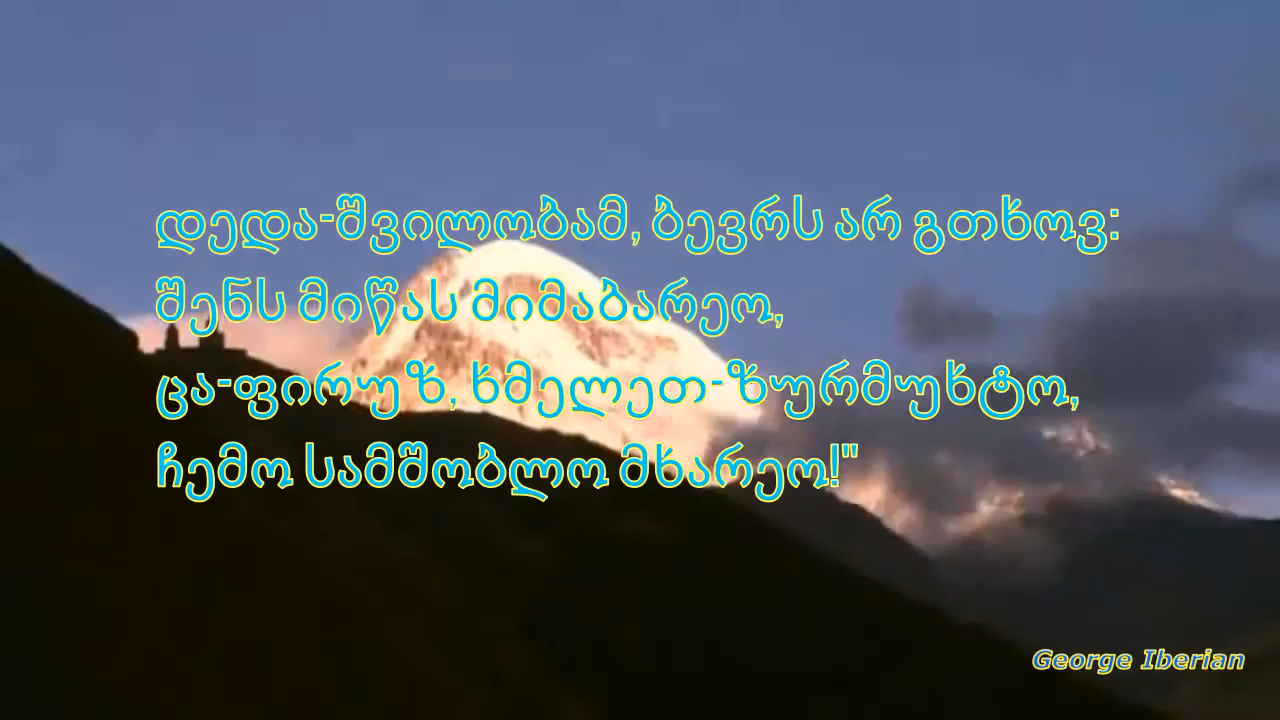 დედა-შვილობამ, ბევრს არ გთხოვ:
შენს მიწას მიმაბარეო,
ცა-ფირუზ, ხმელეთ-ზურმუხტო,
ჩემო სამშობლო მხარეო!"
George Iberian